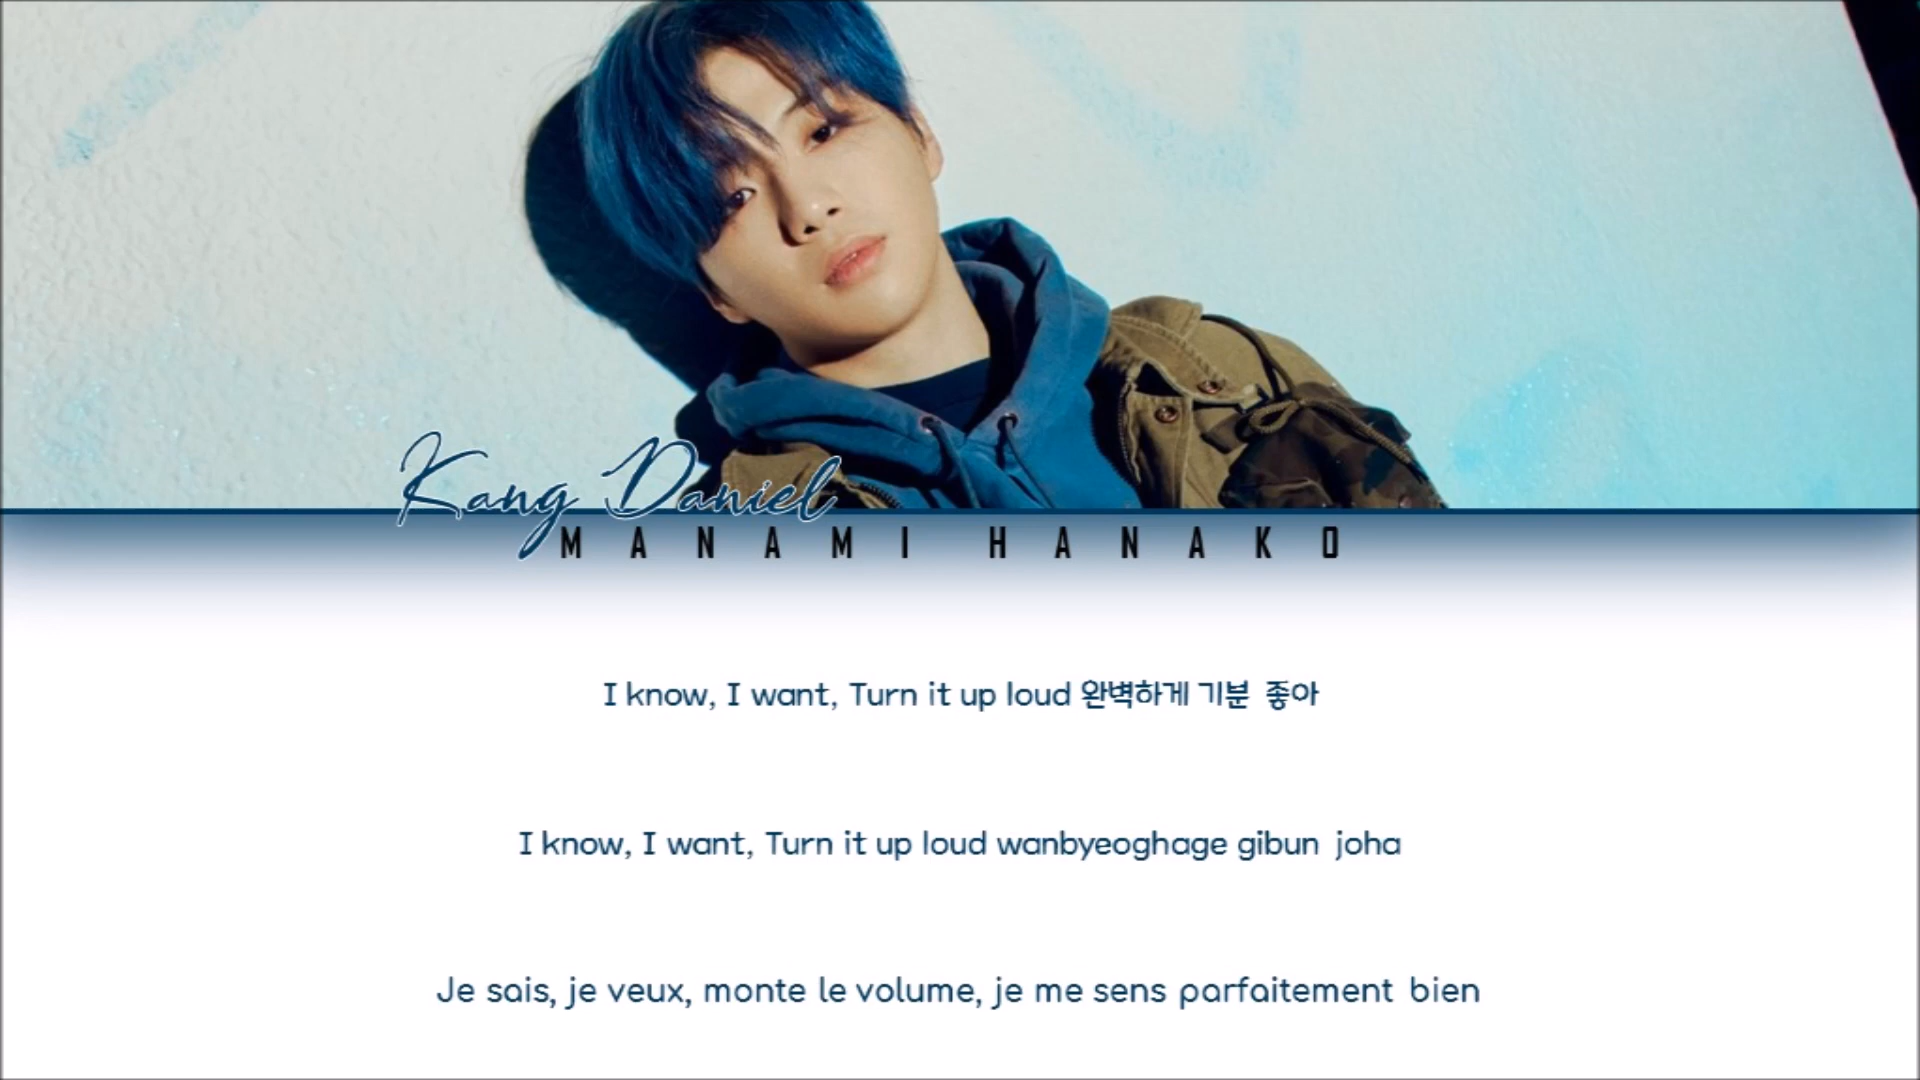 Kang Daniel
MANAMI HANAKO
I know, I want, Turn it up loud 완벽하게 기분 좋아
I know, I want, Turn it up loud wanbyeoghage gibun joha
Je sais, je veux, monte le volume, je me sens parfaitement bien